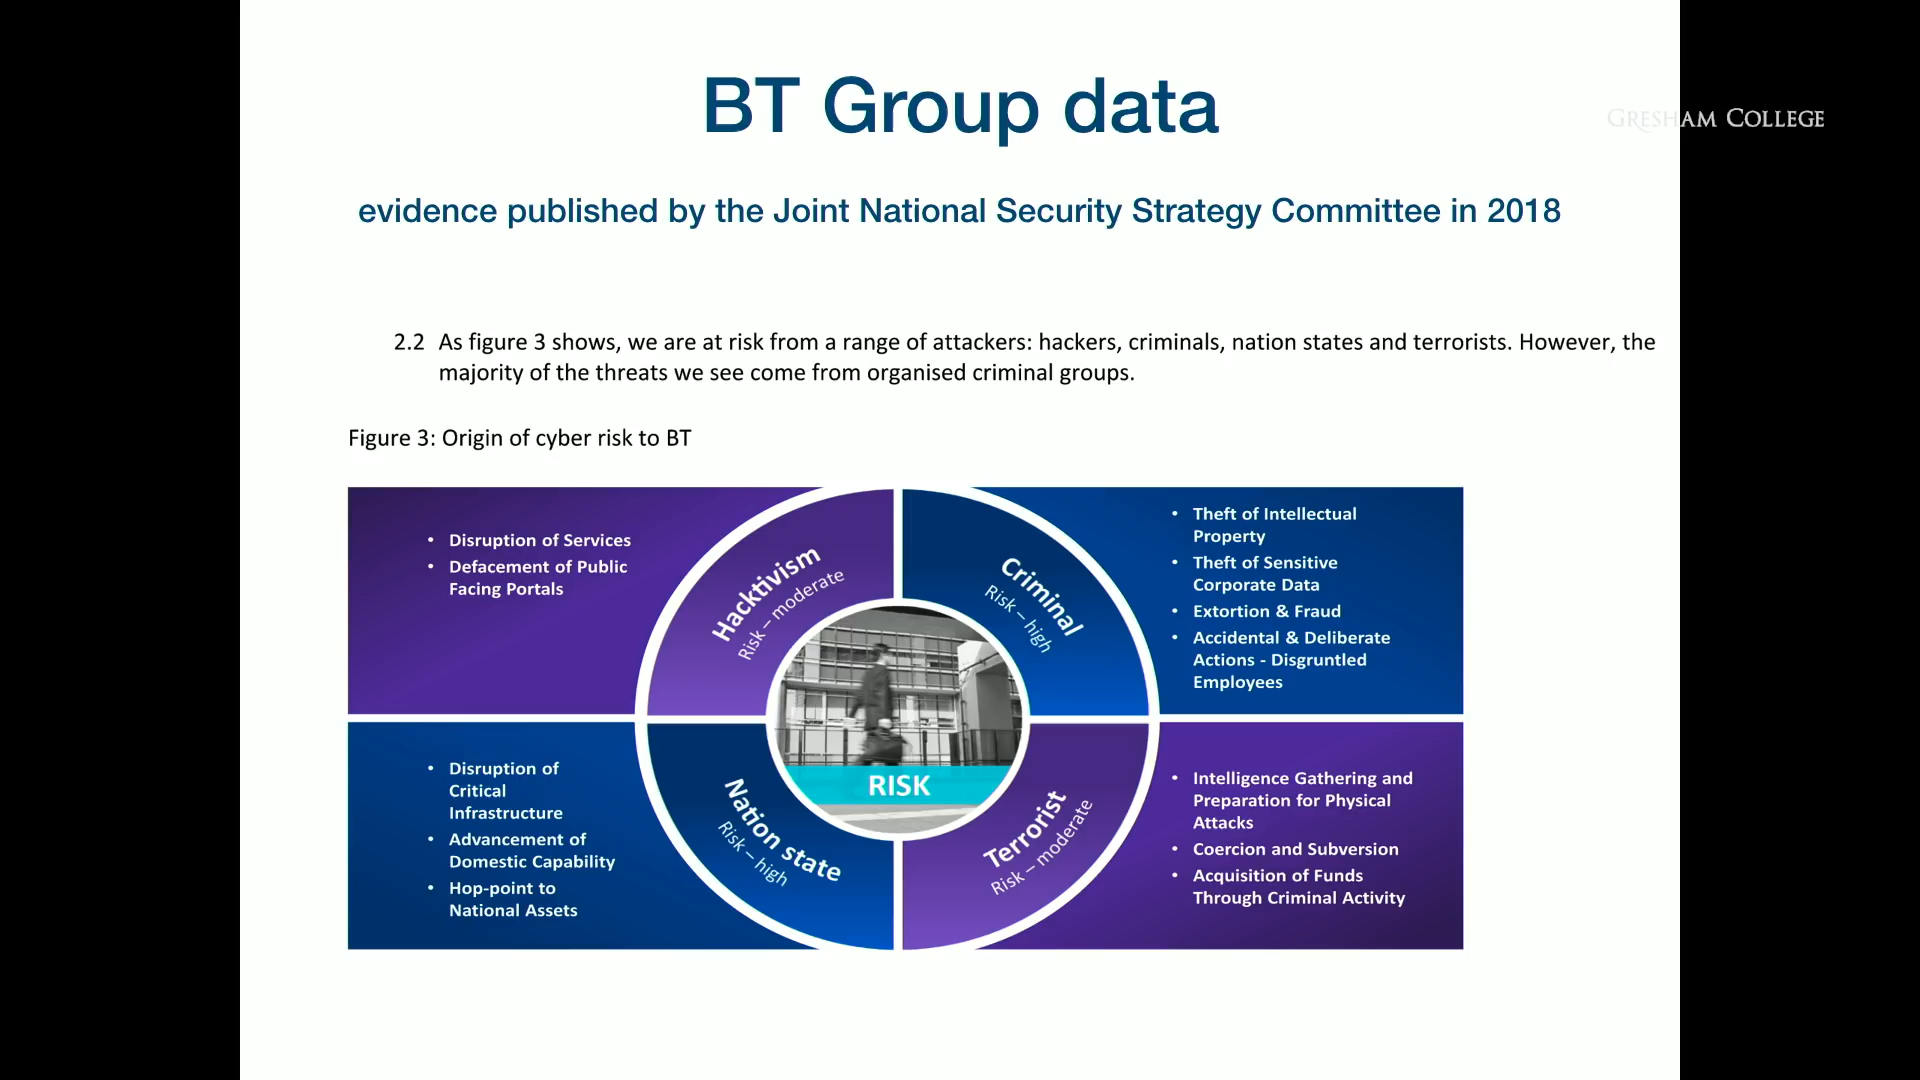 BT Group data
GRESHAM COLLEGE
evidence published by the Joint National Security Strategy Committee in 2018
2.2 As figure 3 shows, we are at risk from a range of attackers: hackers, criminals, nation states and terrorists. However, the
majority of the threats we see come from organised criminal groups.
Figure 3: Origin of cyber risk to BT
• Disruption of Services
• Defacement of Public
Facing Portals
Hacktivism
Risk – moderate
Criminal
Risk – high
• Theft of Intellectual
Property
• Theft of Sensitive
Corporate Data
• Extortion & Fraud
• Accidental & Deliberate
Actions - Disgruntled
Employees
RISK
• Disruption of
Critical
Infrastructure
• Advancement of
Domestic Capability
• Hop-point to
National Assets
Nation state
Risk – high
Terrorist
Risk – moderate
• Intelligence Gathering and
Preparation for Physical
Attacks
• Coercion and Subversion
• Acquisition of Funds
Through Criminal Activity